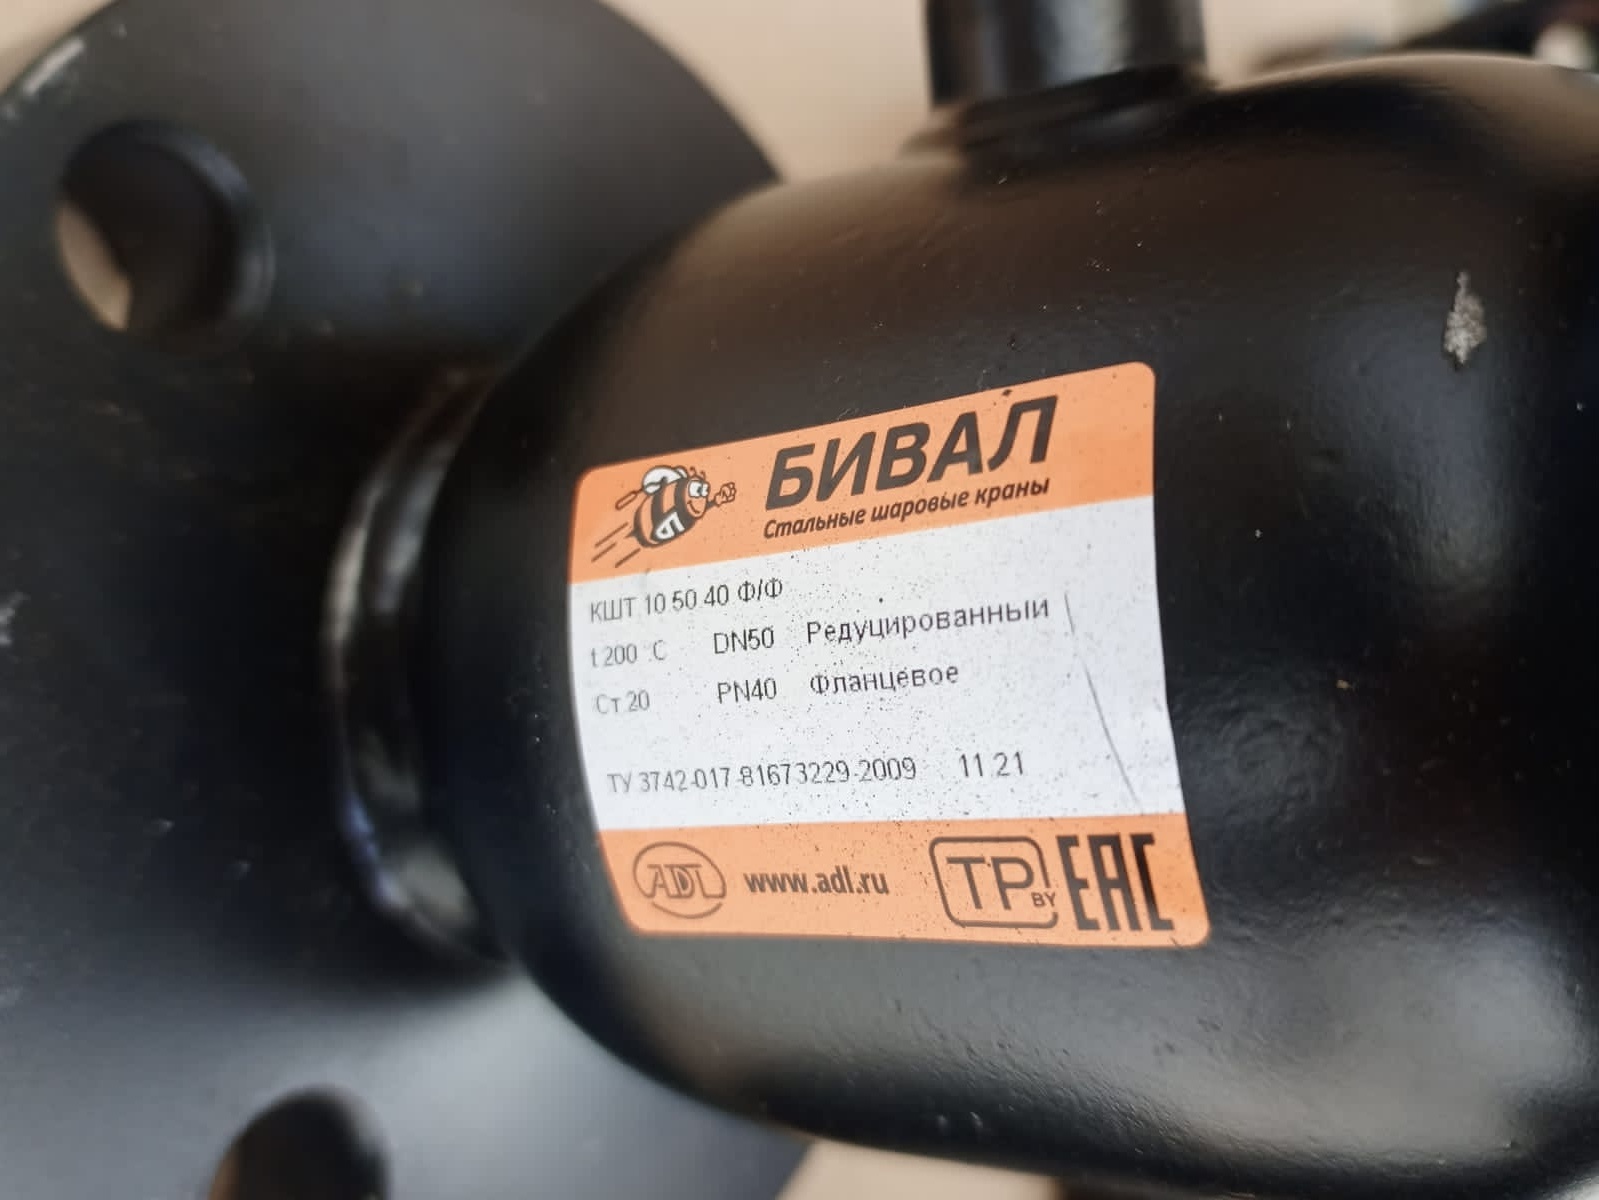 БИВАЛ
Стальные шаровые краны
КШТ 10.50.40 Ф/Ф
t 200 °C DN50 Редуцированный
Ст.20 PN40 Фланцевое
ТУ 3742-017-81673229-2009 11.21
ADL www.adl.ru ТР BY EAC